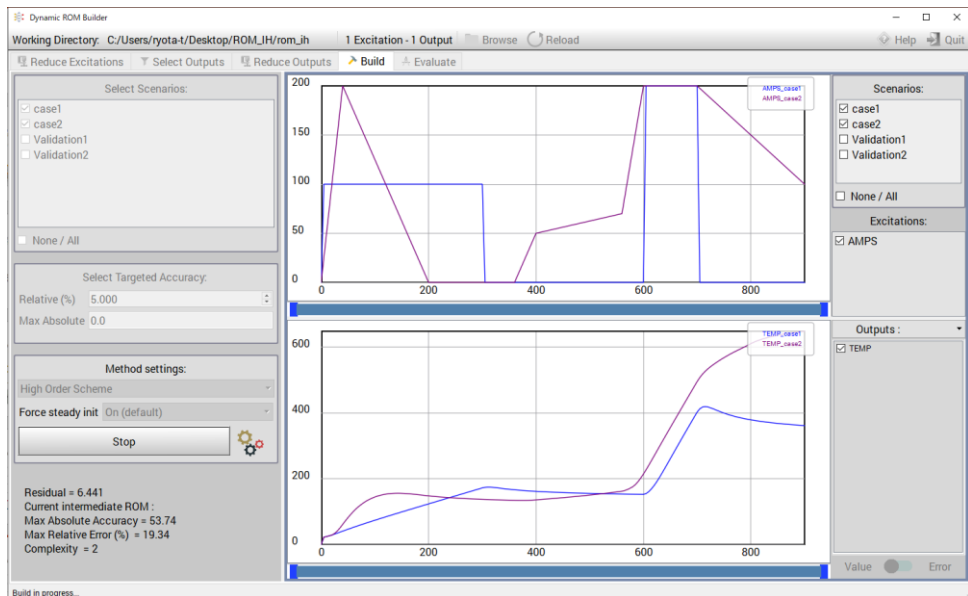 Dynamic ROM Builder
Working Directory: C:/Users/ryota-t/Desktop/ROM_IH/rom_ih 1 Excitation - 1 Output Browse Reload Help Quit
Reduce Excitations Select Outputs Reduce Outputs Build Evaluate
Select Scenarios:
case1
case2
Validation1
Validation2
None / All
Select Targeted Accuracy:
Relative (%) 5.000
Max Absolute 0.0
Method settings:
High Order Scheme
Force steady init On (default)
Stop
Residual = 6.441
Current intermediate ROM :
Max Absolute Accuracy = 53.74
Max Relative Error (%) = 19.34
Complexity = 2
200
150
100
50
0
0 200 400 600 800
AMPS_case1
AMPS_case2
600
400
200
0
0 200 400 600 800
TEMP_case1
TEMP_case2
Scenarios:
case1
case2
Validation1
Validation2
None / All
Excitations:
AMPS
Outputs :
TEMP
Value Error
Build in progress...